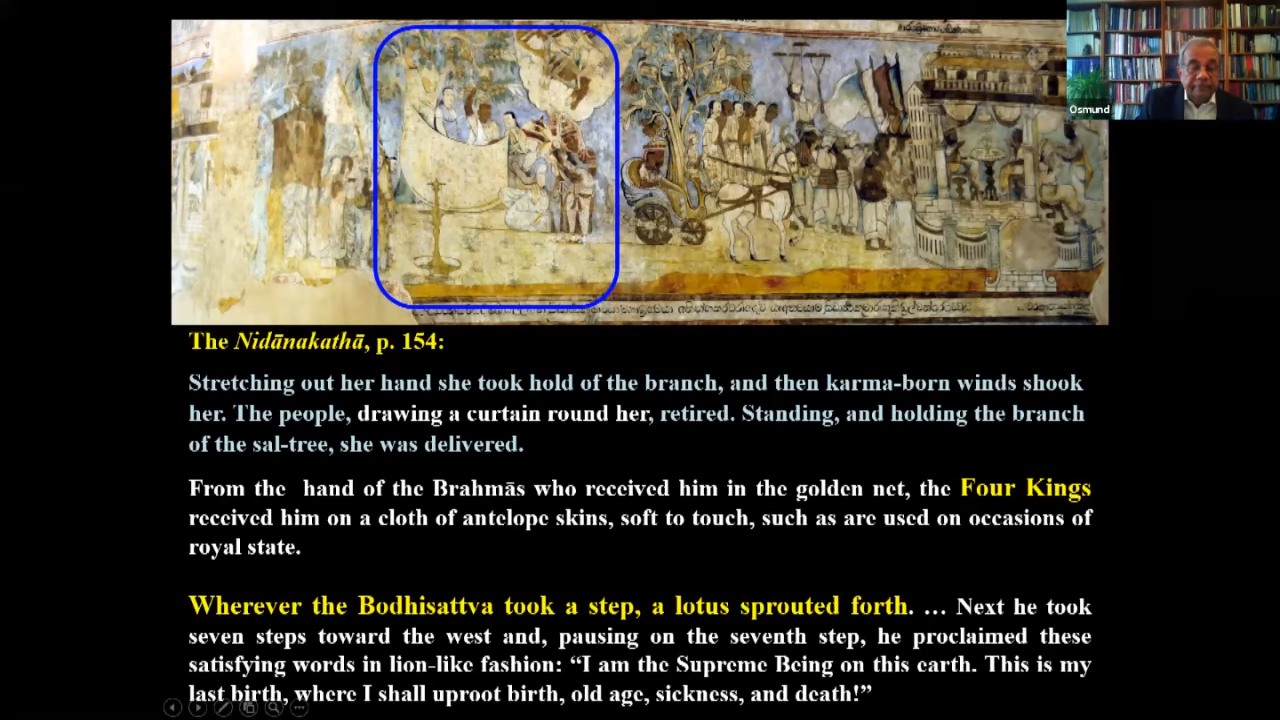 Osmund
The Nidānakathā, p. 154:
Stretching out her hand she took hold of the branch, and then karma-born winds shook
her. The people, drawing a curtain round her, retired. Standing, and holding the branch
of the sal-tree, she was delivered.
From the hand of the Brahmās who received him in the golden net, the Four Kings
received him on a cloth of antelope skins, soft to touch, such as are used on occasions of
royal state.
Wherever the Bodhisattva took a step, a lotus sprouted forth. … Next he took
seven steps toward the west and, pausing on the seventh step, he proclaimed these
satisfying words in lion-like fashion: “I am the Supreme Being on this earth. This is my
last birth, where I shall uproot birth, old age, sickness, and death!”